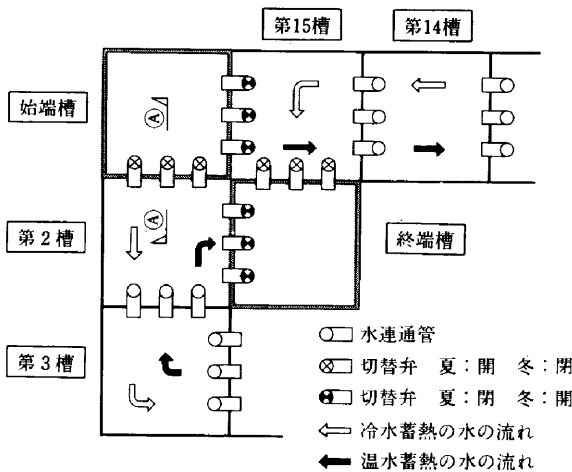 第15槽
第14槽
始端槽
Ⓐ
第2槽
Ⓐ
終端槽
第3槽
水連通管
切替弁 夏：開 冬：閉
切替弁 夏：閉 冬：開
冷水蓄熱の水の流れ
温水蓄熱の水の流れ